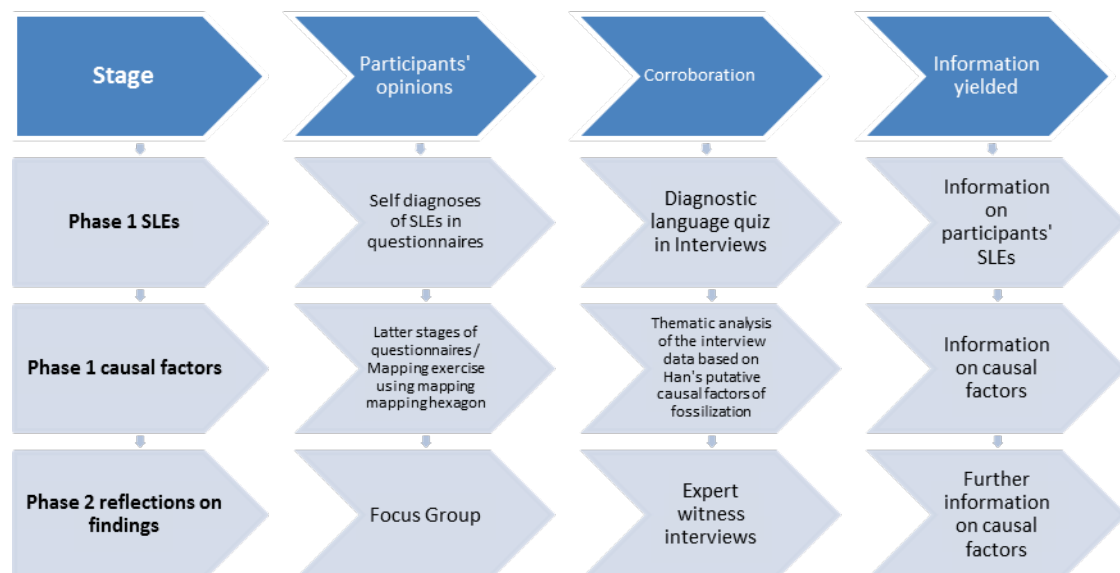 Stage
Participants'
opinions
Corroboration
Information
yielded
Phase 1 SLEs
Self diagnoses
of SLEs in
questionnaires
Diagnostic
language quiz
in Interviews
Information
on
participants'
SLEs
Phase 1 causal factors
Latter stages of
questionnaires /
Mapping exercise
using mapping
mapping hexagon
Thematic analysis
of the interview
data based on
Han's putative
causal factors of
fossilization
Information
on causal
factors
Phase 2 reflections on
findings
Focus Group
Expert
witness
interviews
Further
information
on causal
factors